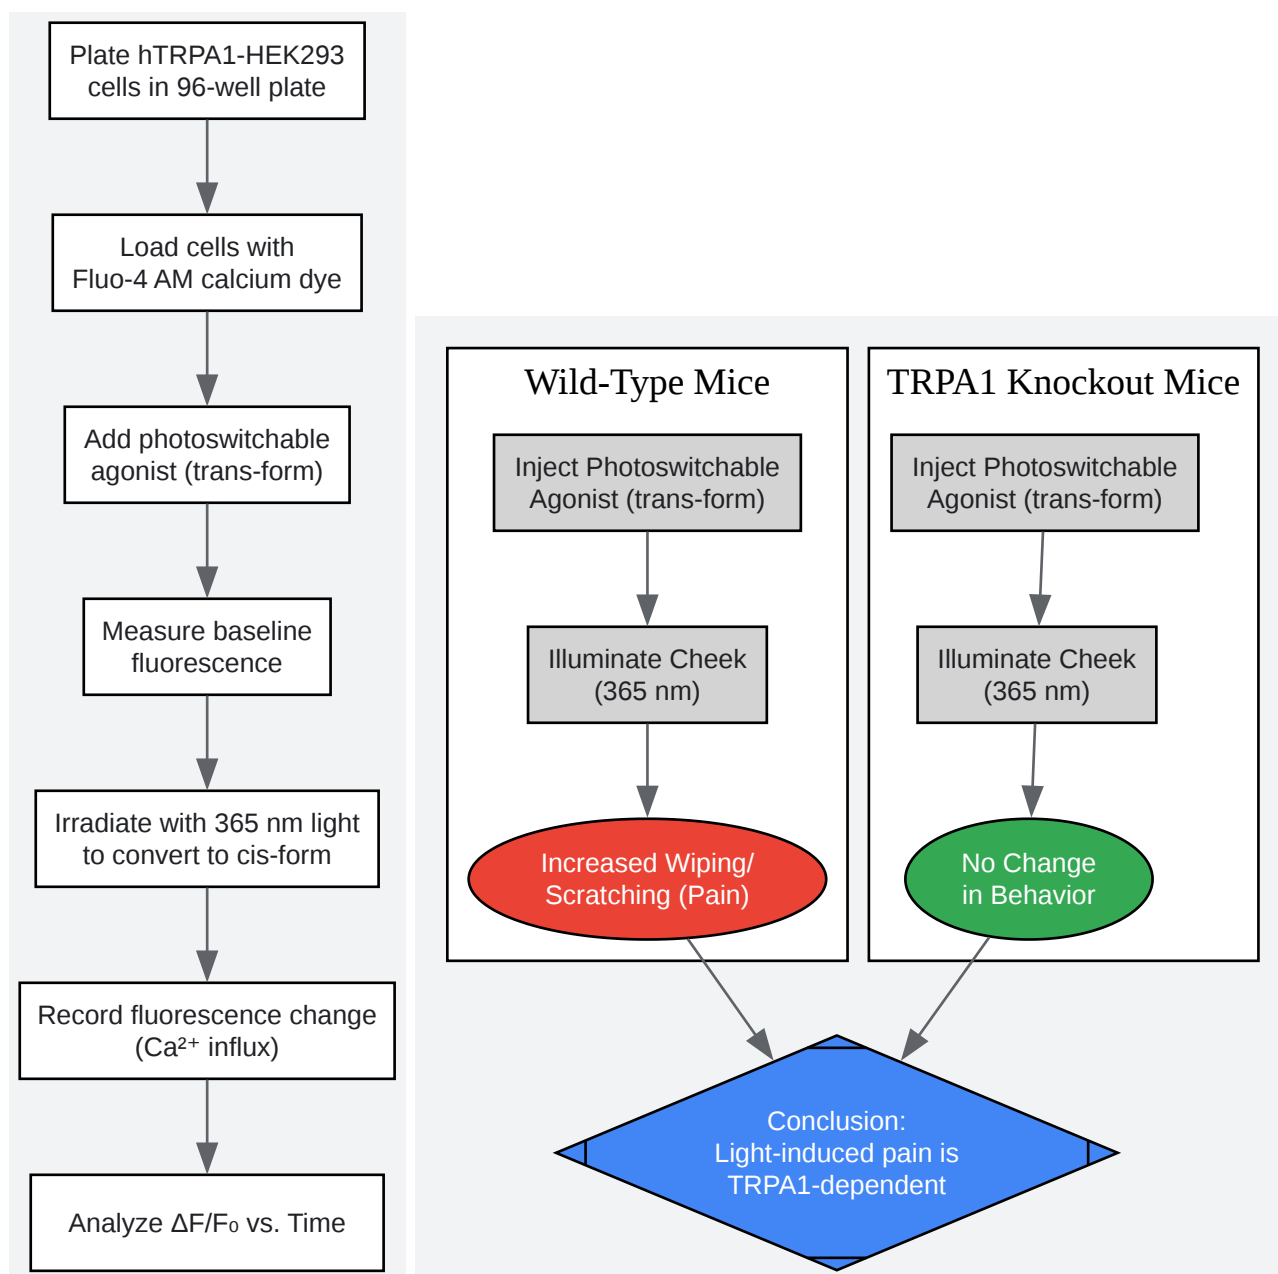 Plate hTRPA1-HEK293
cells in 96-well plate
Load cells with
Fluo-4 AM calcium dye
Add photoswitchable
agonist (trans-form)
Measure baseline
fluorescence
Irradiate with 365 nm light
to convert to cis-form
Record fluorescence change
(Ca²⁺ influx)
Analyze ΔF/F₀ vs. Time
Wild-Type Mice
Inject Photoswitchable
Agonist (trans-form)
Illuminate Cheek
(365 nm)
Increased Wiping/
Scratching (Pain)
TRPA1 Knockout Mice
Inject Photoswitchable
Agonist (trans-form)
Illuminate Cheek
(365 nm)
No Change
in Behavior
Conclusion:
Light-induced pain is
TRPA1-dependent